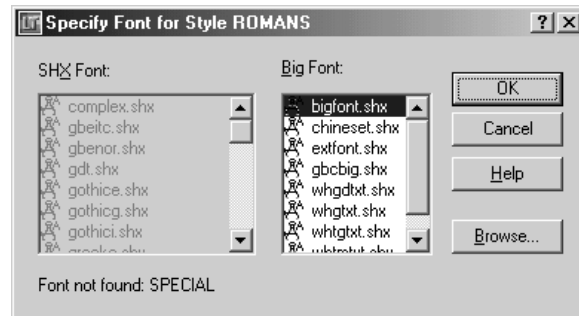 LT Specify Font for Style ROMANS ? ×
SHX Font:
complex.shx
gbeitc.shx
gbenor.shx
gdt.shx
gothice.shx
gothicg.shx
gothici.shx
Big Font:
bigfont.shx
chineset.shx
extfont.shx
gbcbig.shx
whgdtxt.shx
whgtxt.shx
whtgtxt.shx
OK
Cancel
Help
Browse...
Font not found: SPECIAL